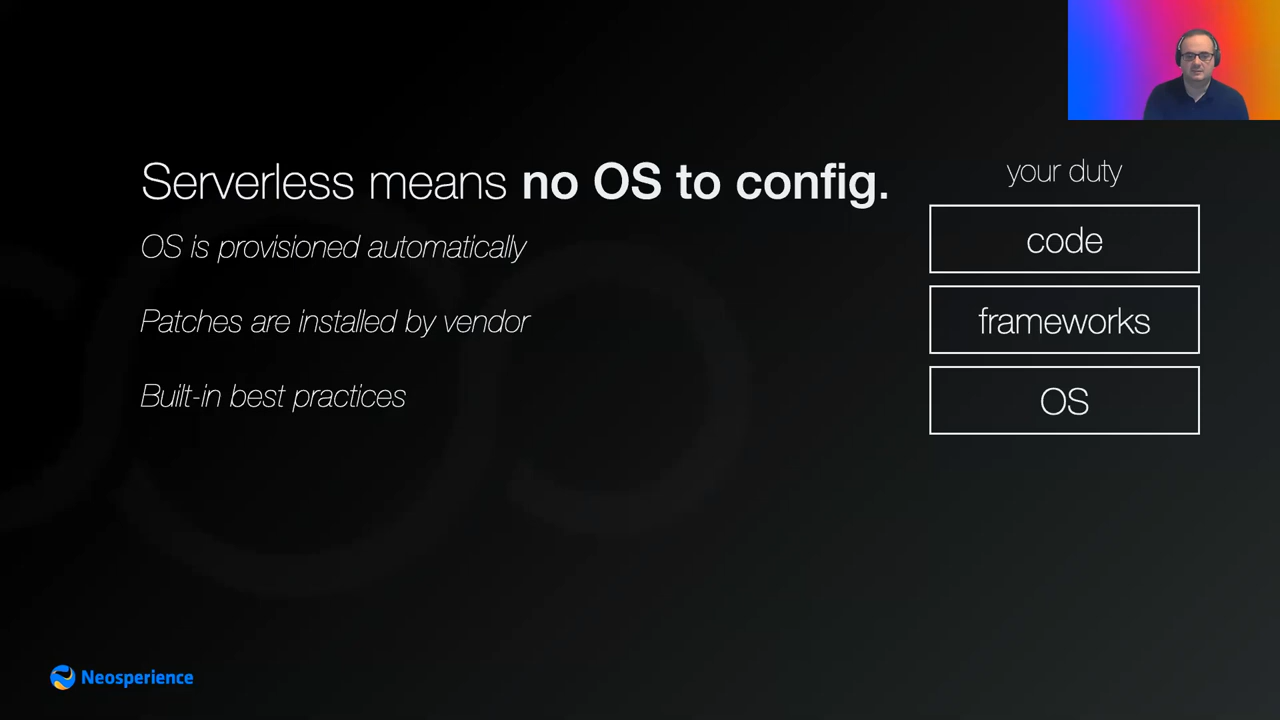 Serverless means no OS to config.
OS is provisioned automatically
Patches are installed by vendor
Built-in best practices
your duty
code
frameworks
OS
Neosperience